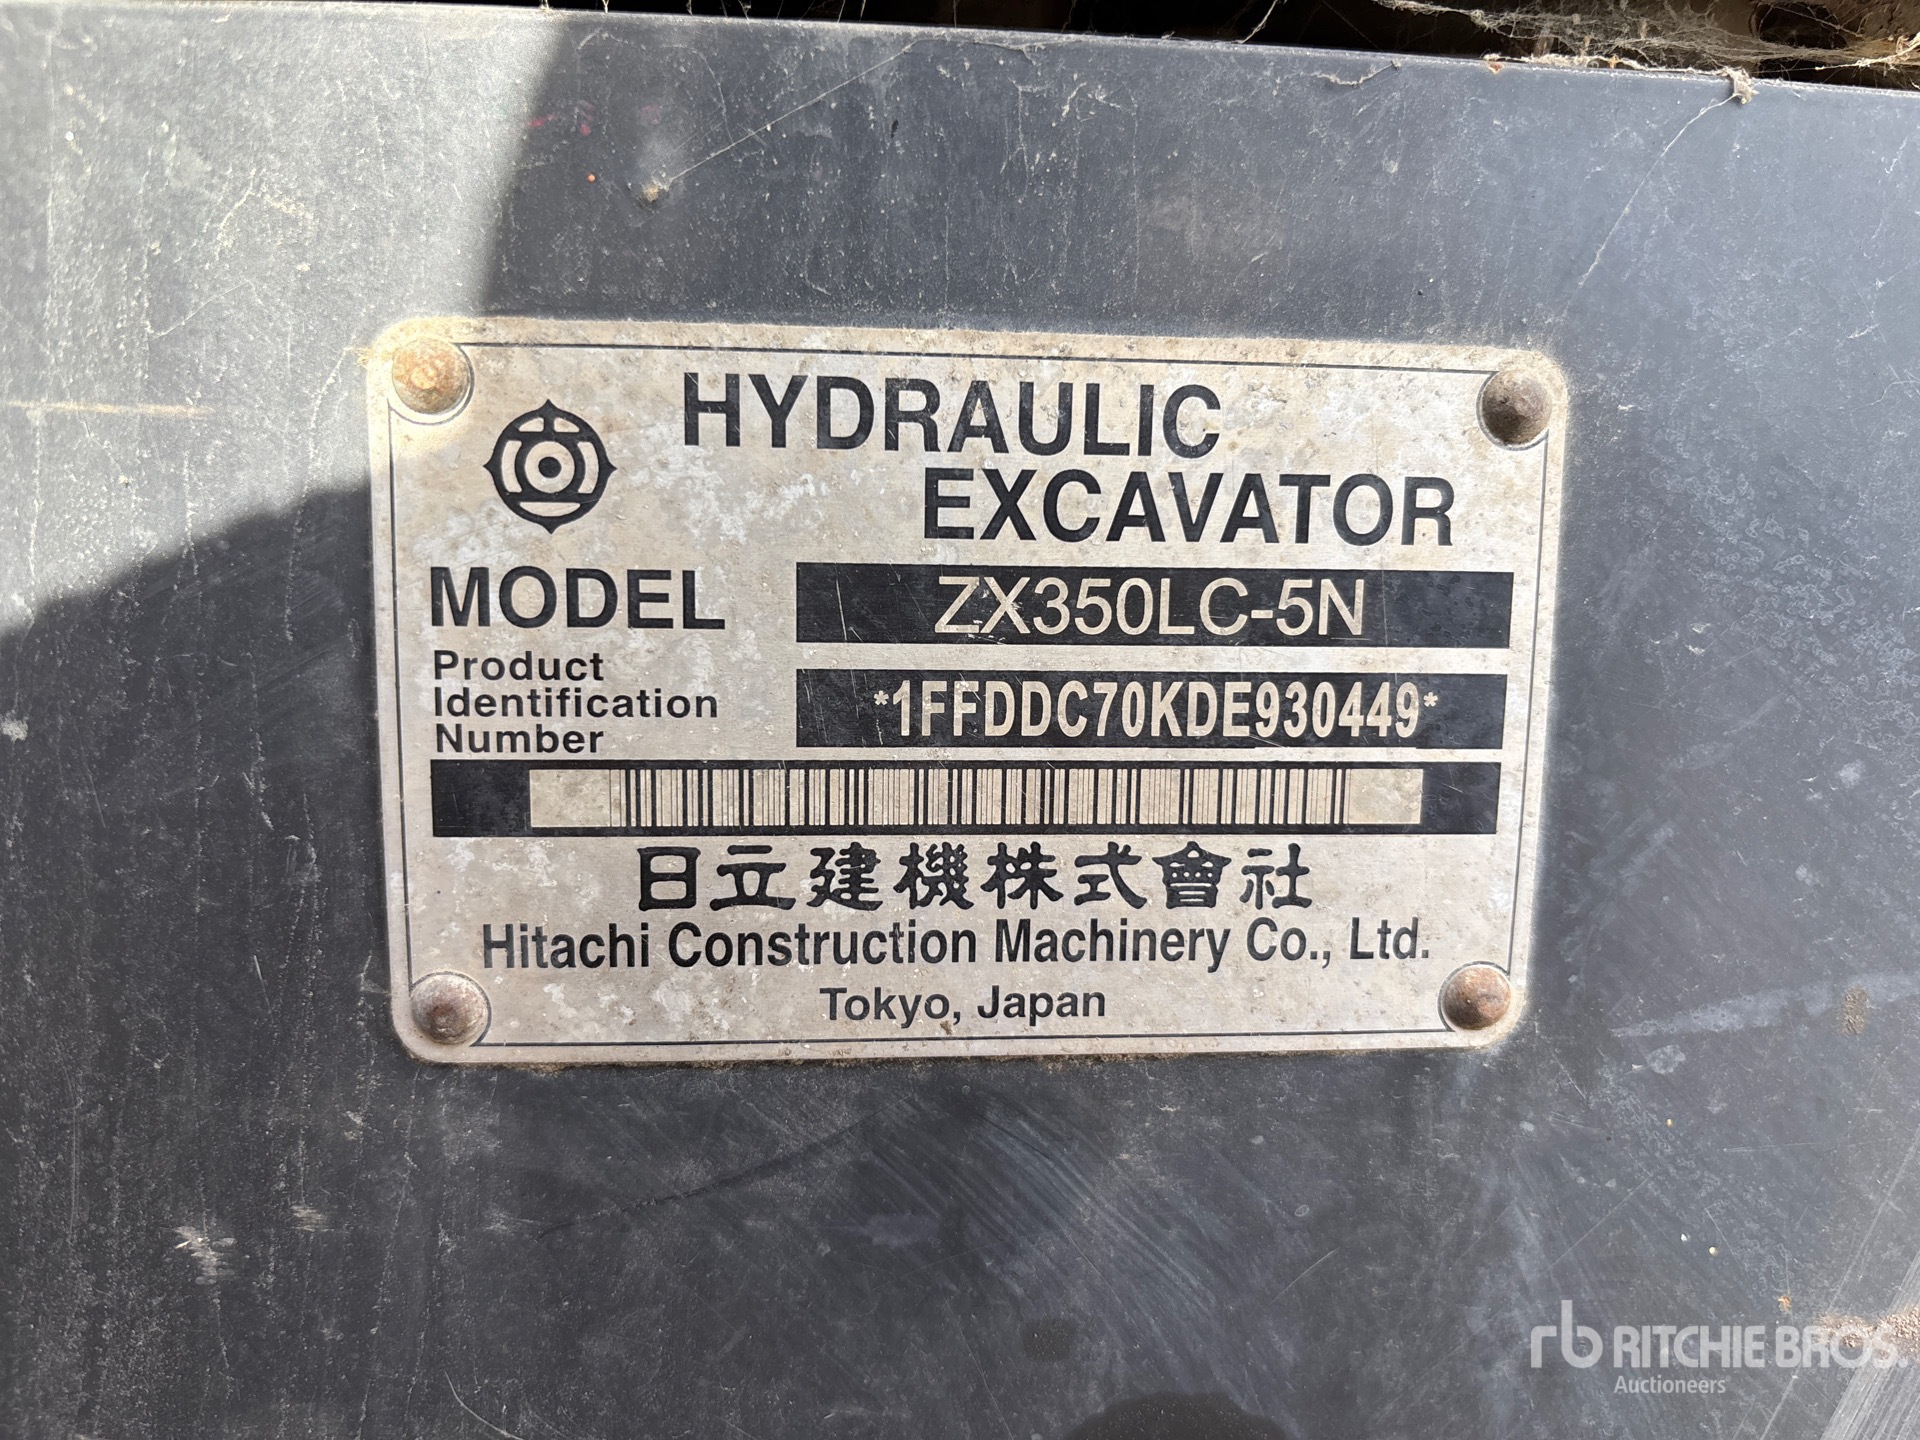 HYDRAULIC
EXCAVATOR
MODEL ZX350LC-5N
Product
Identification
Number
*1FFDDC70KDE930449*
日立建機株式會社
Hitachi Construction Machinery Co., Ltd.
Tokyo, Japan
rb RITCHIE BROS.
Auctioneers